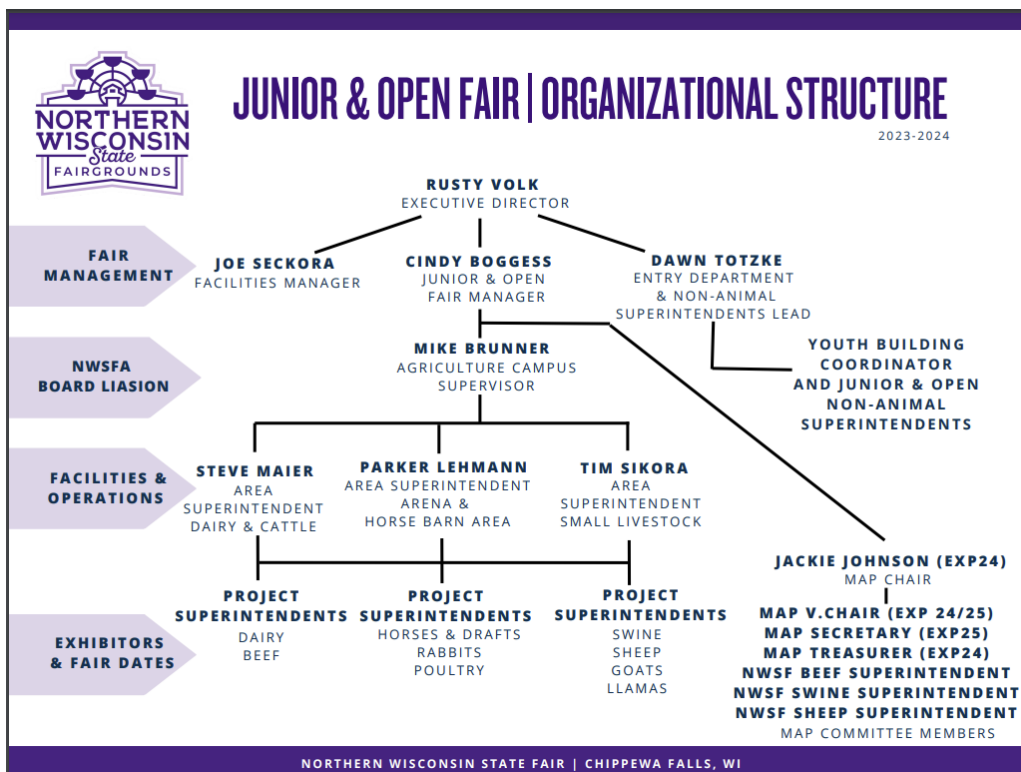 NORTHERN
WISCONSIN
State
FAIRGROUNDS
JUNIOR & OPEN FAIR | ORGANIZATIONAL STRUCTURE
2023-2024
RUSTY VOLK
EXECUTIVE DIRECTOR
FAIR
MANAGEMENT
JOE SECKORA
FACILITIES MANAGER
CINDY BOGGESS
JUNIOR & OPEN
FAIR MANAGER
DAWN TOTZKE
ENTRY DEPARTMENT
& NON-ANIMAL
SUPERINTENDENTS LEAD
NWSFA
BOARD LIASION
MIKE BRUNNER
AGRICULTURE CAMPUS
SUPERVISOR
YOUTH BUILDING
COORDINATOR
AND JUNIOR & OPEN
NON-ANIMAL
SUPERINTENDENTS
FACILITIES &
OPERATIONS
STEVE MAIER
AREA
SUPERINTENDENT
DAIRY & CATTLE
PARKER LEHMANN
AREA SUPERINTENDENT
ARENA &
HORSE BARN AREA
TIM SIKORA
AREA
SUPERINTENDENT
SMALL LIVESTOCK
EXHIBITORS
& FAIR DATES
PROJECT
SUPERINTENDENTS
DAIRY
BEEF
PROJECT
SUPERINTENDENTS
HORSES & DRAFTS
RABBITS
POULTRY
PROJECT
SUPERINTENDENTS
SWINE
SHEEP
GOATS
LLAMAS
JACKIE JOHNSON (EXP24)
MAP CHAIR
MAP V.CHAIR (EXP 24/25)
MAP SECRETARY (EXP25)
MAP TREASURER (EXP24)
NWSF BEEF SUPERINTENDENT
NWSF SWINE SUPERINTENDENT
NWSF SHEEP SUPERINTENDENT
MAP COMMITTEE MEMBERS
NORTHERN WISCONSIN STATE FAIR | CHIPPEWA FALLS, WI